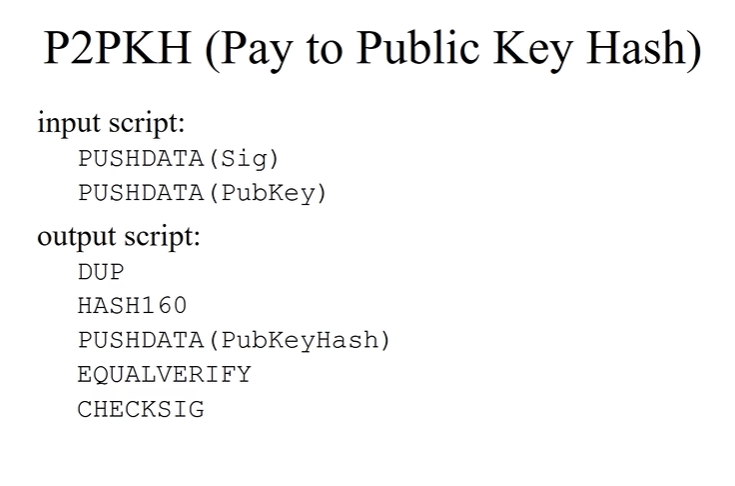 P2PKH (Pay to Public Key Hash)
input script:
PUSHDATA(Sig)
PUSHDATA(PubKey)
output script:
DUP
HASH160
PUSHDATA(PubKeyHash)
EQUALVERIFY
CHECKSIG